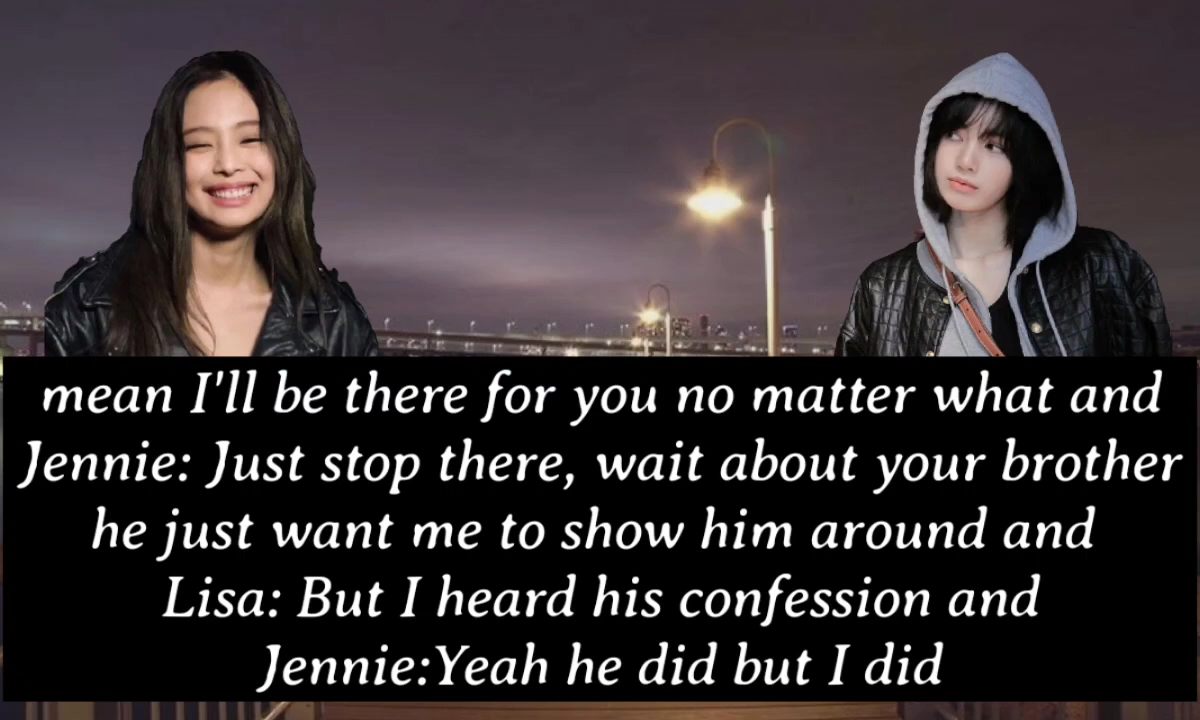 mean I'll be there for you no matter what and
Jennie: Just stop there, wait about your brother
he just want me to show him around and
Lisa: But I heard his confession and
Jennie:Yeah he did but I did